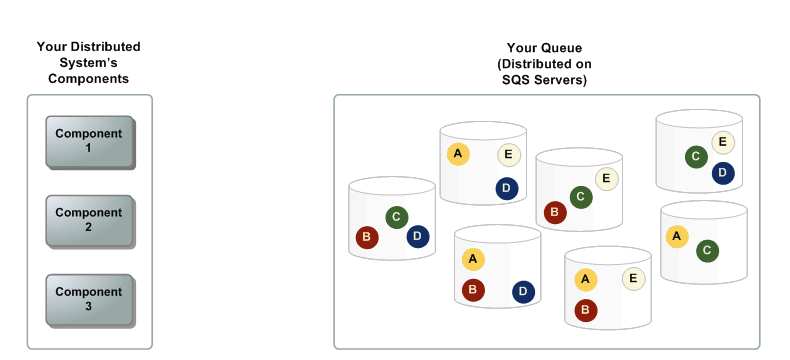 Your Distributed
System's
Components
Component
1
Component
2
Component
3
Your Queue
(Distributed on
SQS Servers)
C
B
D
A
E
D
A
B
D
E
C
B
A
E
B
E
C
D
A
C